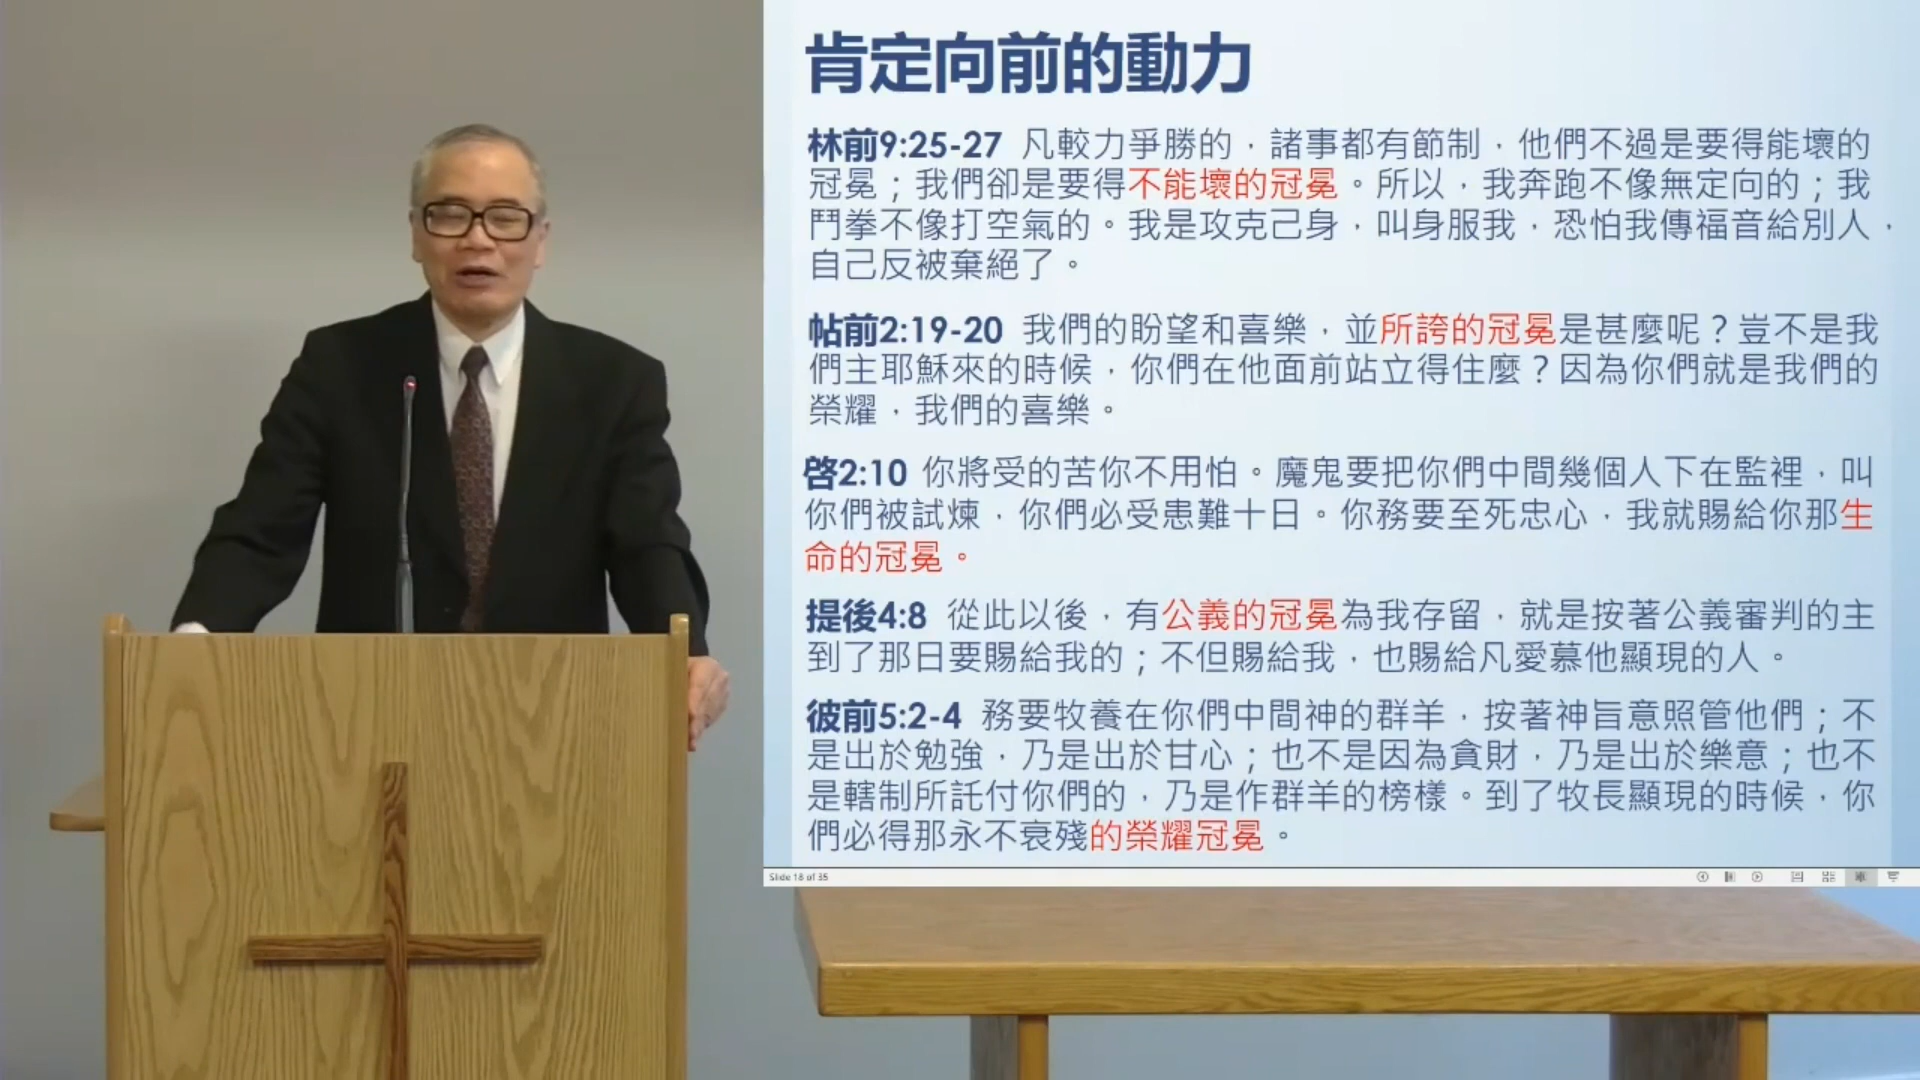 肯定向前的動力
林前9:25-27 凡較力爭勝的，諸事都有節制，他們不過是要得能壞的
冠冕；我們卻是要得不能壞的冠冕。所以，我奔跑不像無定向的；我
鬥拳不像打空氣的。我是攻克己身，叫身服我，恐怕我傳福音給別人，
自己反被棄絕了。
帖前2:19-20 我們的盼望和喜樂，並所誇的冠冕是甚麼呢？豈不是我
們主耶穌來的時候，你們在他面前站立得住麼？因為你們就是我們的
榮耀，我們的喜樂。
啓2:10 你將受的苦你不用怕。魔鬼要把你們中間幾個人下在監裡，叫
你們被試煉，你們必受患難十日。你務要至死忠心，我就賜給你那生
命的冠冕。
提後4:8 從此以後，有公義的冠冕為我存留，就是按著公義審判的主
到了那日要賜給我的；不但賜給我，也賜給凡愛慕他顯現的人。
彼前5:2-4 務要牧養在你們中間神的群羊，按著神旨意照管他們；不
是出於勉強，乃是出於甘心；也不是因為貪財，乃是出於樂意；也不
是轄制所託付你們的，乃是作群羊的榜樣。到了牧長顯現的時候，你
們必得那永不衰殘的榮耀冠冕。
Slide 18 of 35